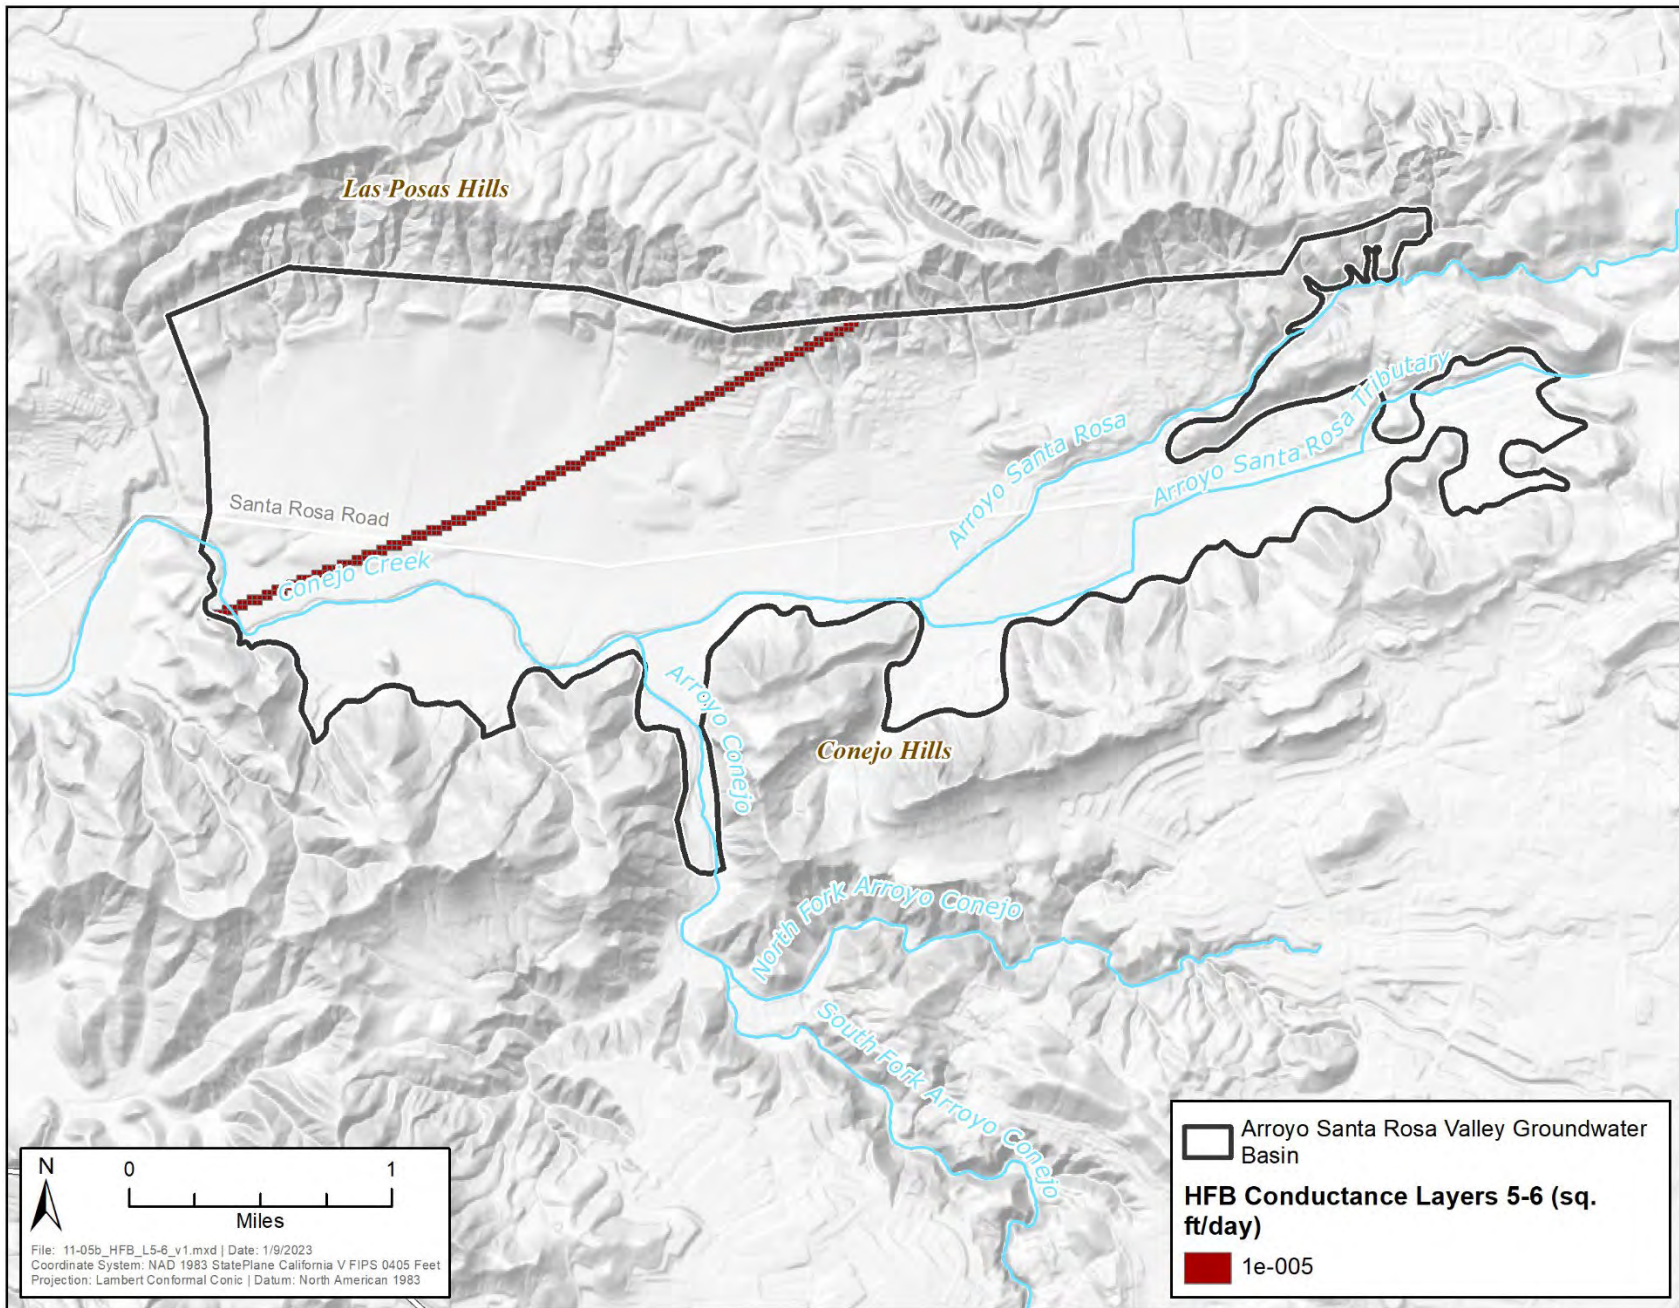 Las Posas Hills
Santa Rosa Road
Conejo Creek
Arroyo Santa Rosa
Arroyo Santa Rosa Tributary
Arroyo Conejo
Conejo Hills
North Fork Arroyo Conejo
South Fork Arroyo Conejo
N
0 1
Miles
File: 11-05b_HFB_L5-6_v1.mxd | Date: 1/9/2023
Coordinate System: NAD 1983 StatePlane California V FIPS 0405 Feet
Projection: Lambert Conformal Conic | Datum: North American 1983
Arroyo Santa Rosa Valley Groundwater
Basin
HFB Conductance Layers 5-6 (sq.
ft/day)
1e-005